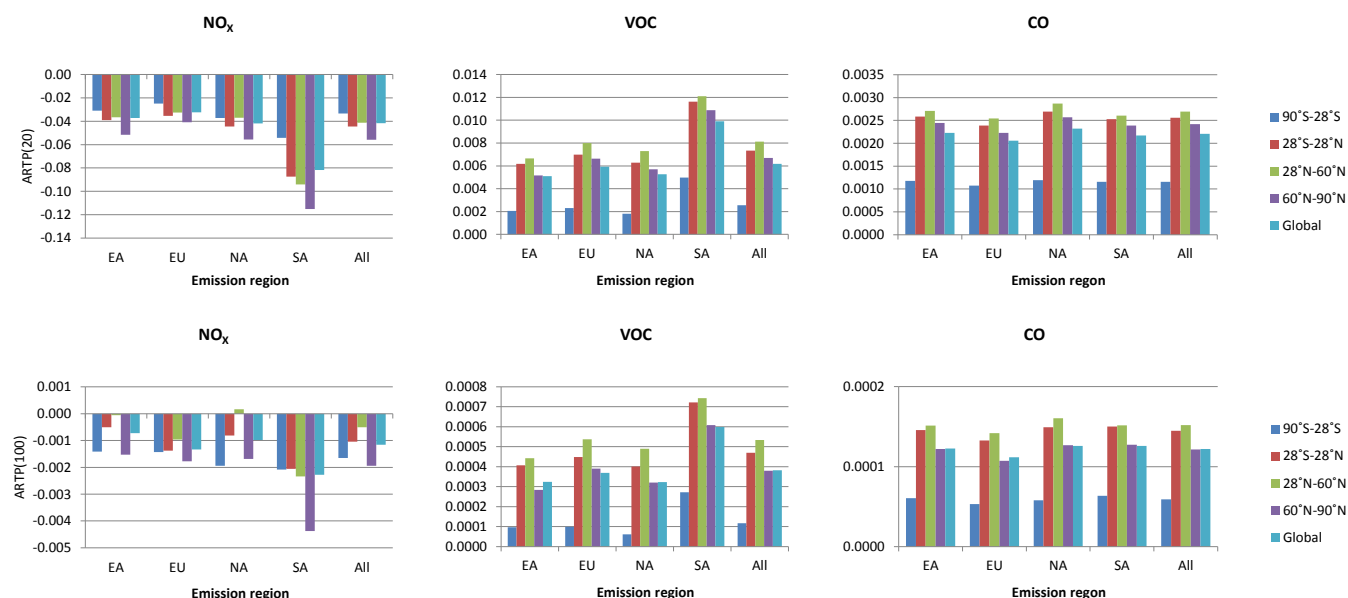 NOX
VOC
CO
0.00
-0.02
-0.04
-0.06
-0.08
-0.10
-0.12
-0.14
ARTP(20)
EA EU NA SA All
Emission region
0.014
0.012
0.010
0.008
0.006
0.004
0.002
0.000
EA EU NA SA All
Emission region
0.0035
0.0030
0.0025
0.0020
0.0015
0.0010
0.0005
0.0000
EA EU NA SA All
Emission regon
90˚S-28˚S
28˚S-28˚N
28˚N-60˚N
60˚N-90˚N
Global
NOX
VOC
CO
0.001
0.000
-0.001
-0.002
-0.003
-0.004
-0.005
ARTP(100)
EA EU NA SA All
Emission region
0.0008
0.0007
0.0006
0.0005
0.0004
0.0003
0.0002
0.0001
0.0000
EA EU NA SA All
Emission region
0.0002
0.0001
0.0000
EA EU NA SA All
Emission region
90˚S-28˚S
28˚S-28˚N
28˚N-60˚N
60˚N-90˚N
Global